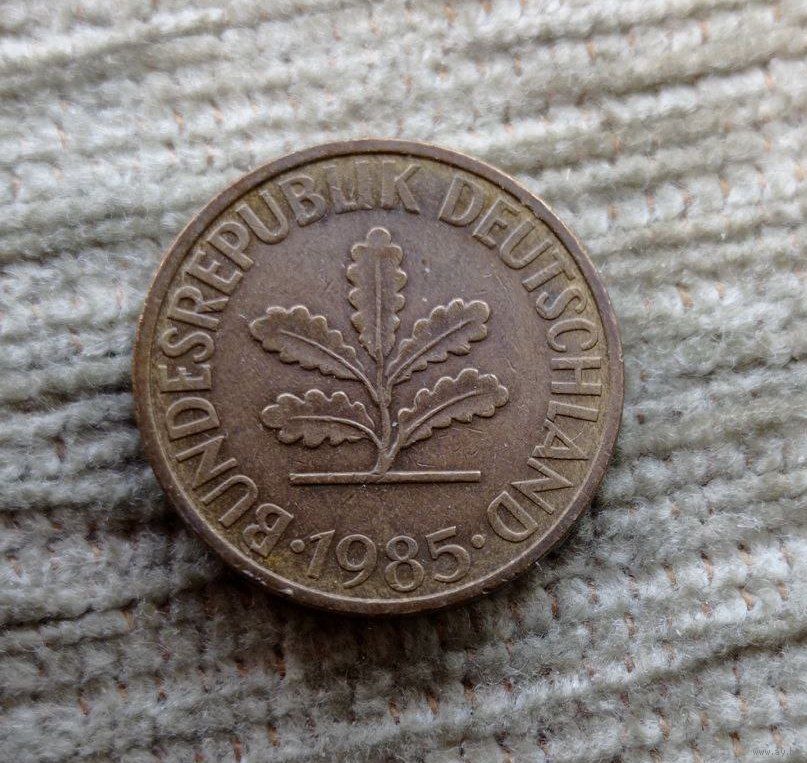 BUNDESREPUBLIK DEUTSCHLAND
· 1985 ·